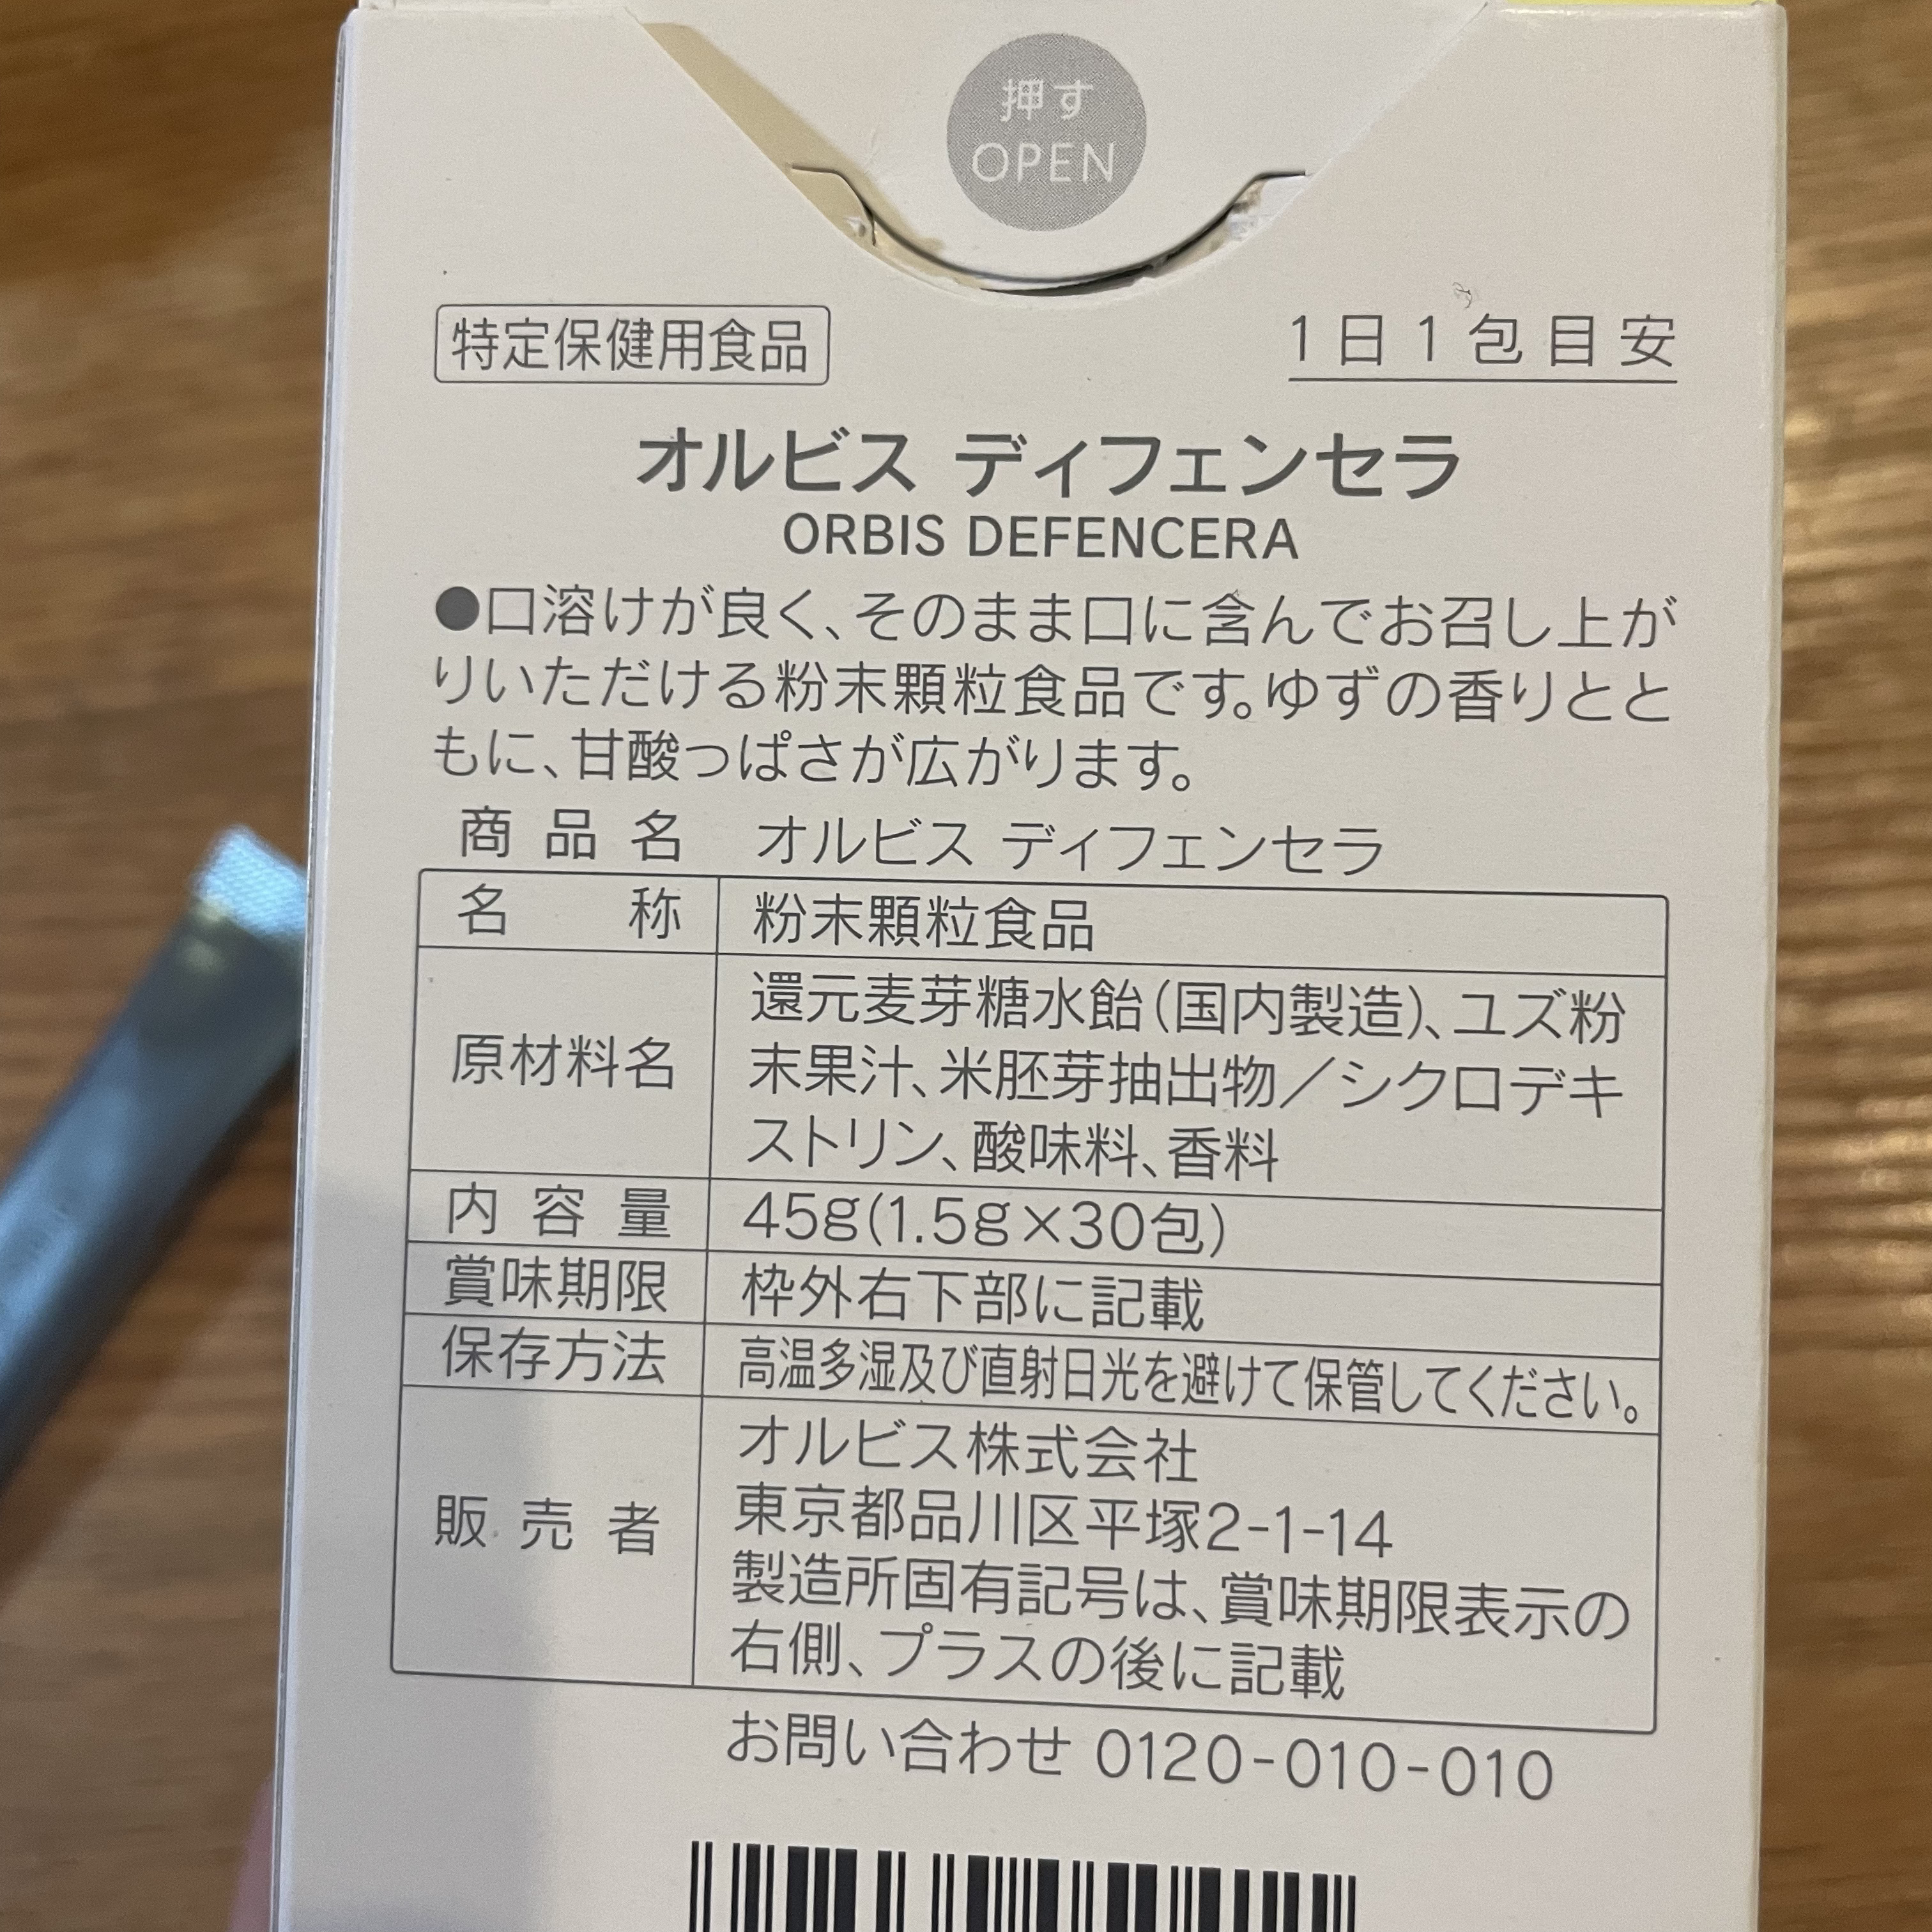 押す
OPEN
特定保健用食品
1日1包目安
オルビス ディフェンセラ
ORBIS DEFENCERA
●口溶けが良く、そのまま口に含んでお召し上が
りいただける粉末顆粒食品です。ゆずの香りとと
もに、甘酸っぱさが広がります。
商品名 オルビス ディフェンセラ
名称 粉末顆粒食品
原材料名 還元麦芽糖水飴(国内製造)、ユズ粉
末果汁、米胚芽抽出物/シクロデキ
ストリン、酸味料、香料
内容量 45g(1.5g×30包)
賞味期限 枠外右下部に記載
保存方法 高温多湿及び直射日光を避けて保管してください。
販売者 オルビス株式会社
東京都品川区平塚2-1-14
製造所固有記号は、賞味期限表示の
右側、プラスの後に記載
お問い合わせ 0120-010-010